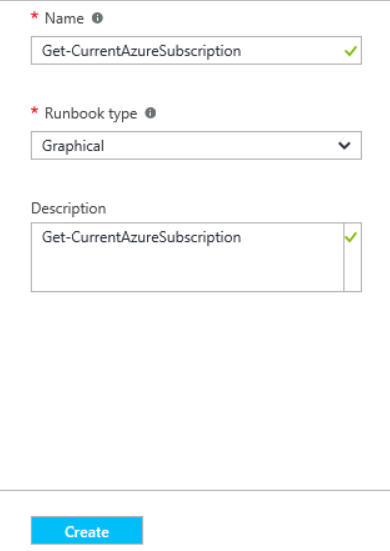 * Name
Get-CurrentAzureSubscription
* Runbook type
Graphical
Description
Get-CurrentAzureSubscription
Create